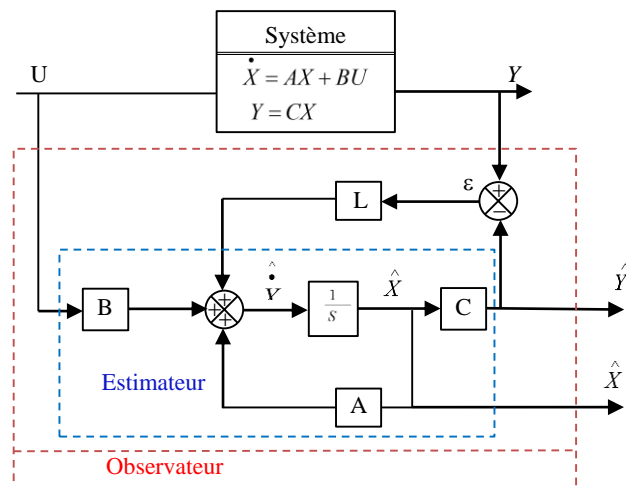 Système
U
Ẋ = AX + BU
Y
Y = CX
L
ε
+
−
B
+
+
+
1/s
X̂
C
Ŷ
Estimateur
A
X̂
Observateur